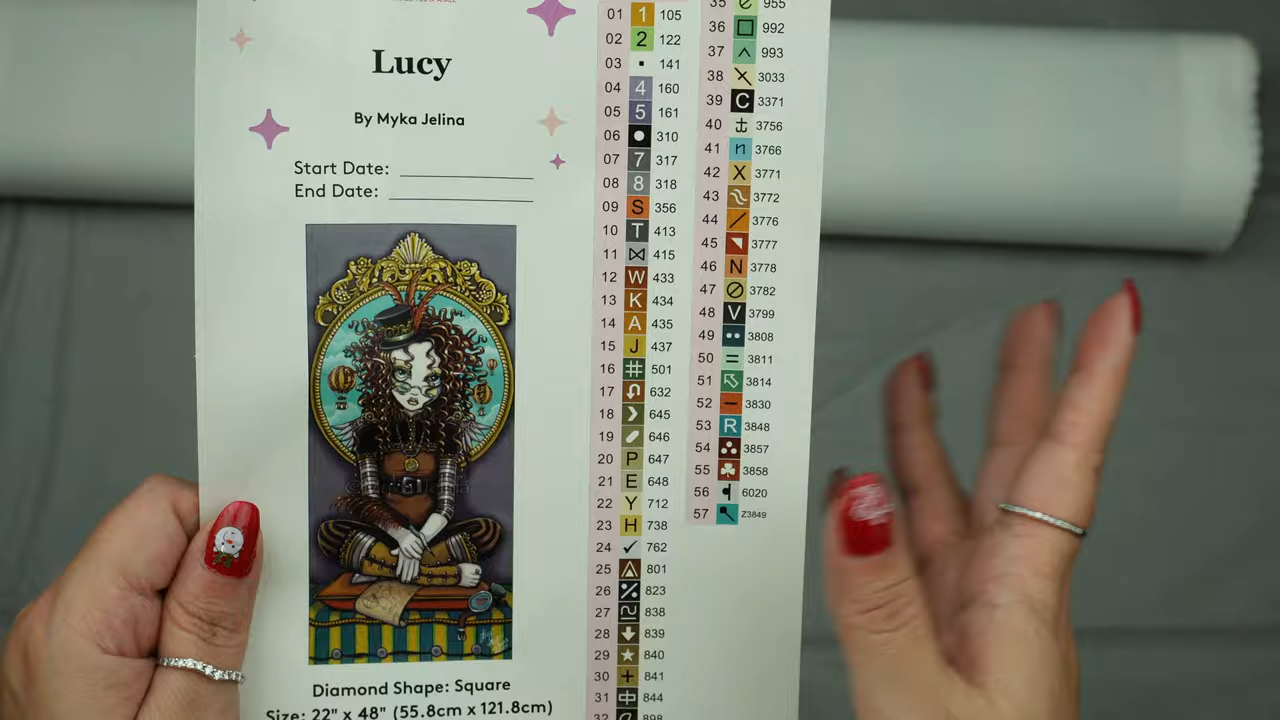 Lucy
By Myka Jelina
Start Date:
End Date:
Diamond Shape: Square
Size: 22" x 48" (55.8cm x 121.8cm)
01 1 105
02 2 122
03 141
04 4 160
05 5 161
06 310
07 7 317
08 8 318
09 S 356
10 T 413
11 415
12 W 433
13 K 434
14 A 435
15 J 437
16 # 501
17 632
18 645
19 646
20 P 647
21 E 648
22 Y 712
23 H 738
24 ✓ 762
25 801
26 823
27 838
28 839
29 ★ 840
30 + 841
31 844
32 898
35 955
36 992
37 993
38 3033
39 C 3371
40 3756
41 n 3766
42 X 3771
43 3772
44 / 3776
45 3777
46 N 3778
47 3782
48 V 3799
49 3808
50 = 3811
51 3814
52 – 3830
53 R 3848
54 3857
55 3858
56 6020
57 Z3849